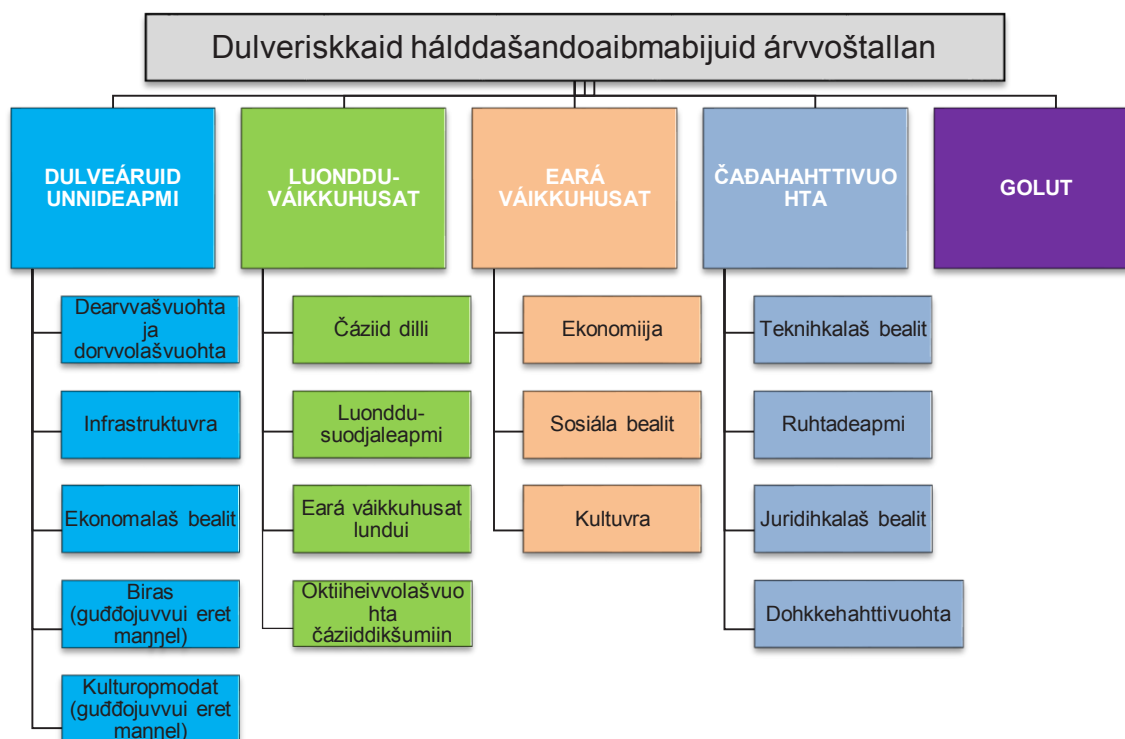 Dulveriskkaid hálddašandoaibmabijuid árvvoštallan
DULVEÁRUID
UNNIDEAPMI
LUONDDU-
VÁIKKUHUSAT
EARÁ
VÁIKKUHUSAT
ČAĐAHAHTTIVUO
HTA
GOLUT
Dearvvašvuohta
ja
dorvvolašvuohta
Infrastruktuvra
Ekonomalaš bealit
Biras
(guđđojuvvui eret
maŋŋel)
Kulturopmodat
(guđđojuvvui eret
maŋŋel)
Čáziid dilli
Luonddu-
suodjaleapmi
Eará váikkuhusat
lundui
Oktiiheivvolašvuo
hta
čáziiddikšumiin
Ekonomiija
Sosiála bealit
Kultuvra
Teknihkalaš bealit
Ruhtadeapmi
Juridihkalaš bealit
Dohkkehahttivuohta